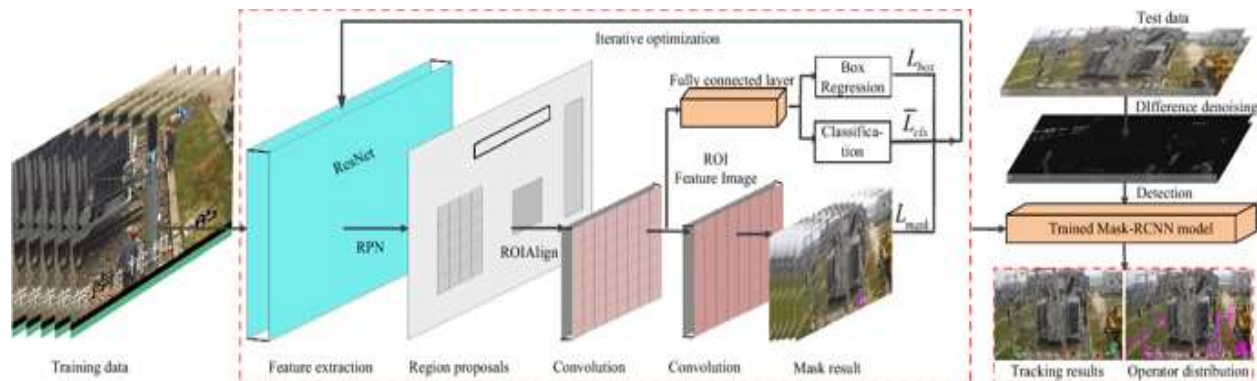 Test data
Iterative optimization
Fully connected layer
Box
Regression
L_box
DIfference denoising
Classifica-
tion
L̅_cls
ResNet
ROI
Feature Image
Detection
L_mask
RPN
ROIAlign
Trained Mask-RCNN model
Training data
Feature extraction
Region proposals
Convolution
Convolution
Mask result
Tracking results
Operator distribution